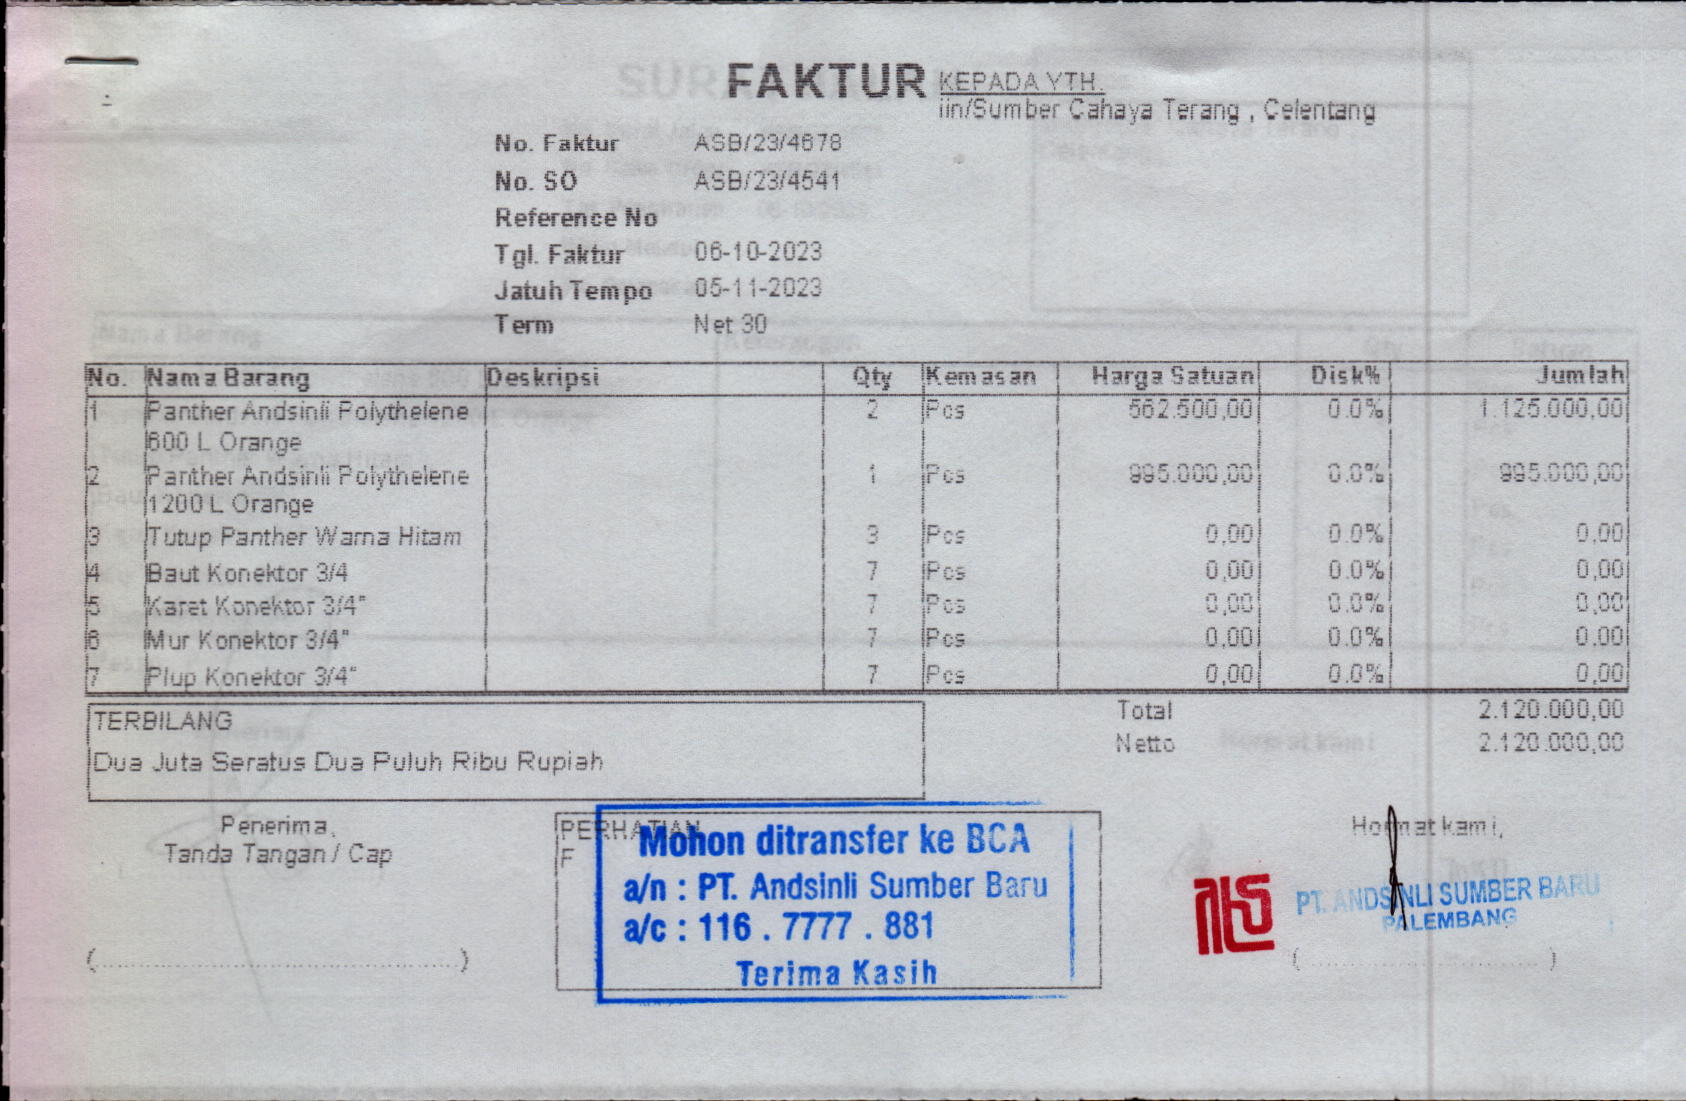 FAKTUR
KEPADA YTH.
iin/Sumber Cahaya Terang , Celentang
No. Faktur ASB/23/4678
No. SO ASB/23/4541
Reference No
Tgl. Faktur 06-10-2023
Jatuh Tempo 05-11-2023
Term Net 30
No. Nama Barang Deskripsi Qty Kemasan Harga Satuan Disk% Jumlah
1 Panther Andsinli Polythelene 2 Pcs 562.500,00 0.0% 1.125.000,00
600 L Orange
2 Panther Andsinli Polythelene 1 Pcs 995.000,00 0.0% 995.000,00
1200 L Orange
3 Tutup Panther Warna Hitam 3 Pcs 0,00 0.0% 0,00
4 Baut Konektor 3/4 7 Pcs 0,00 0.0% 0,00
5 Karet Konektor 3/4" 7 Pcs 0,00 0.0% 0,00
6 Mur Konektor 3/4" 7 Pcs 0,00 0.0% 0,00
7 Plup Konektor 3/4" 7 Pcs 0,00 0.0% 0,00
TERBILANG
Dua Juta Seratus Dua Puluh Ribu Rupiah
Total 2.120.000,00
Netto 2.120.000,00
Penerima,
Tanda Tangan / Cap
PERHATIAN
F
Mohon ditransfer ke BCA
a/n : PT. Andsinli Sumber Baru
a/c : 116 . 7777 . 881
Terima Kasih
Hormat kami,
PT. ANDSINLI SUMBER BARU
PALEMBANG